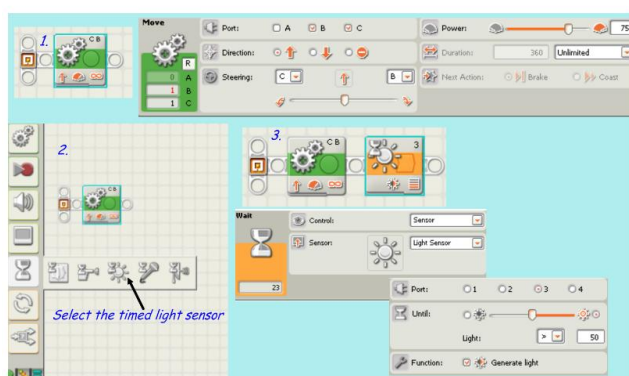 1.
C B
Move
R
0 A
1 B
1 C
Port: A B C
Direction:
Steering: C B
Power: 75
Duration: 360 Unlimited
Next Action: Brake Coast
2.
C B
Select the timed light sensor
3.
C B
3
Wait
23
Control: Sensor
Sensor: Light Sensor
Port: 1 2 3 4
Until:
Light: > 50
Function: Generate light